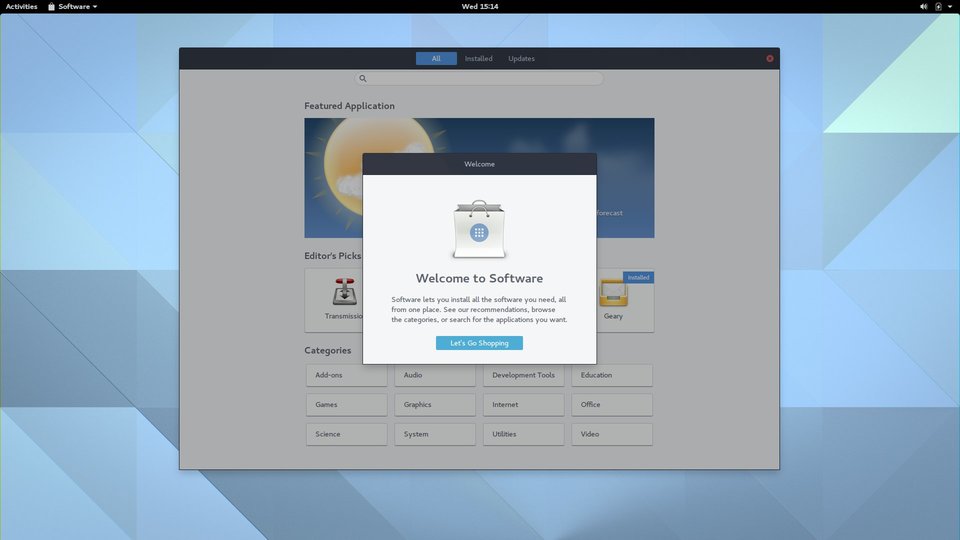 Activities
Software
Wed 15:14
All
Installed
Updates
Featured Application
forecast
Welcome
Welcome to Software
Software lets you install all the software you need, all
from one place. See our recommendations, browse
the categories, or search for the applications you want.
Let's Go Shopping
Editor's Picks
Installed
Geary
Categories
Add-ons
Audio
Development Tools
Education
Games
Graphics
Internet
Office
Science
System
Utilities
Video